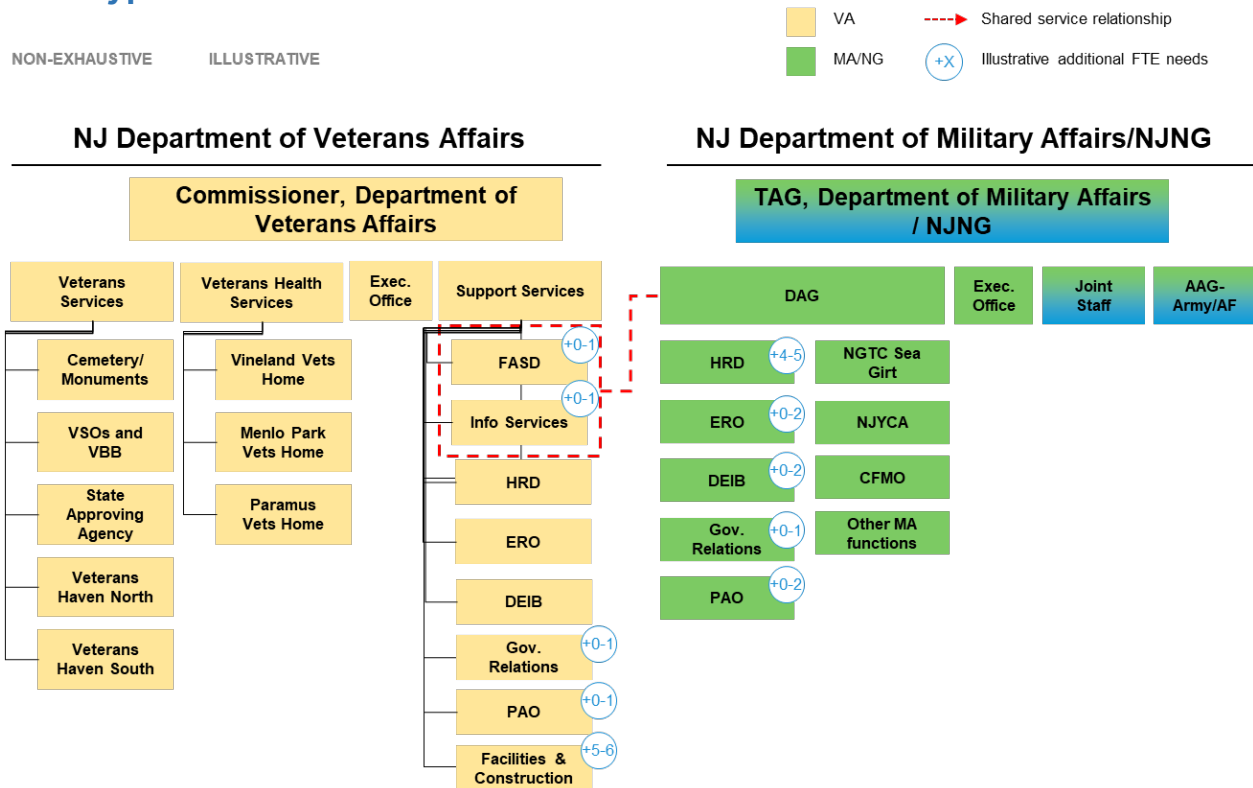 VA
Shared service relationship
NON-EXHAUSTIVE ILLUSTRATIVE
MA/NG
+X
Illustrative additional FTE needs
NJ Department of Veterans Affairs
NJ Department of Military Affairs/NJNG
Commissioner, Department of
Veterans Affairs
TAG, Department of Military Affairs
/ NJNG
Veterans
Services
Veterans Health
Services
Exec.
Office
Support Services
DAG
Exec.
Office
Joint
Staff
AAG-
Army/AF
Cemetery/
Monuments
VSOs and
VBB
State
Approving
Agency
Veterans
Haven North
Veterans
Haven South
Vineland Vets
Home
Menlo Park
Vets Home
Paramus
Vets Home
FASD
+0-1
Info Services
+0-1
HRD
ERO
DEIB
Gov.
Relations
+0-1
PAO
+0-1
Facilities &
Construction
+5-6
HRD
+4-5
ERO
+0-2
DEIB
+0-2
Gov.
Relations
+0-1
PAO
+0-2
NGTC Sea
Girt
NJYCA
CFMO
Other MA
functions